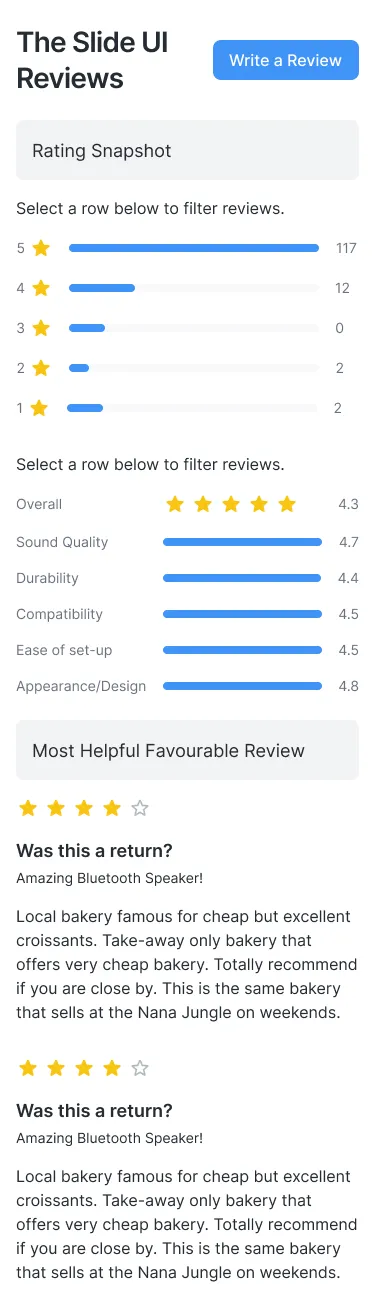 The Slide UI
Reviews
Write a Review
Rating Snapshot
Select a row below to filter reviews.
5 117
4 12
3 0
2 2
1 2
Select a row below to filter reviews.
Overall 4.3
Sound Quality 4.7
Durability 4.4
Compatibility 4.5
Ease of set-up 4.5
Appearance/Design 4.8
Most Helpful Favourable Review
Was this a return?
Amazing Bluetooth Speaker!
Local bakery famous for cheap but excellent
croissants. Take-away only bakery that
offers very cheap bakery. Totally recommend
if you are close by. This is the same bakery
that sells at the Nana Jungle on weekends.
Was this a return?
Amazing Bluetooth Speaker!
Local bakery famous for cheap but excellent
croissants. Take-away only bakery that
offers very cheap bakery. Totally recommend
if you are close by. This is the same bakery
that sells at the Nana Jungle on weekends.